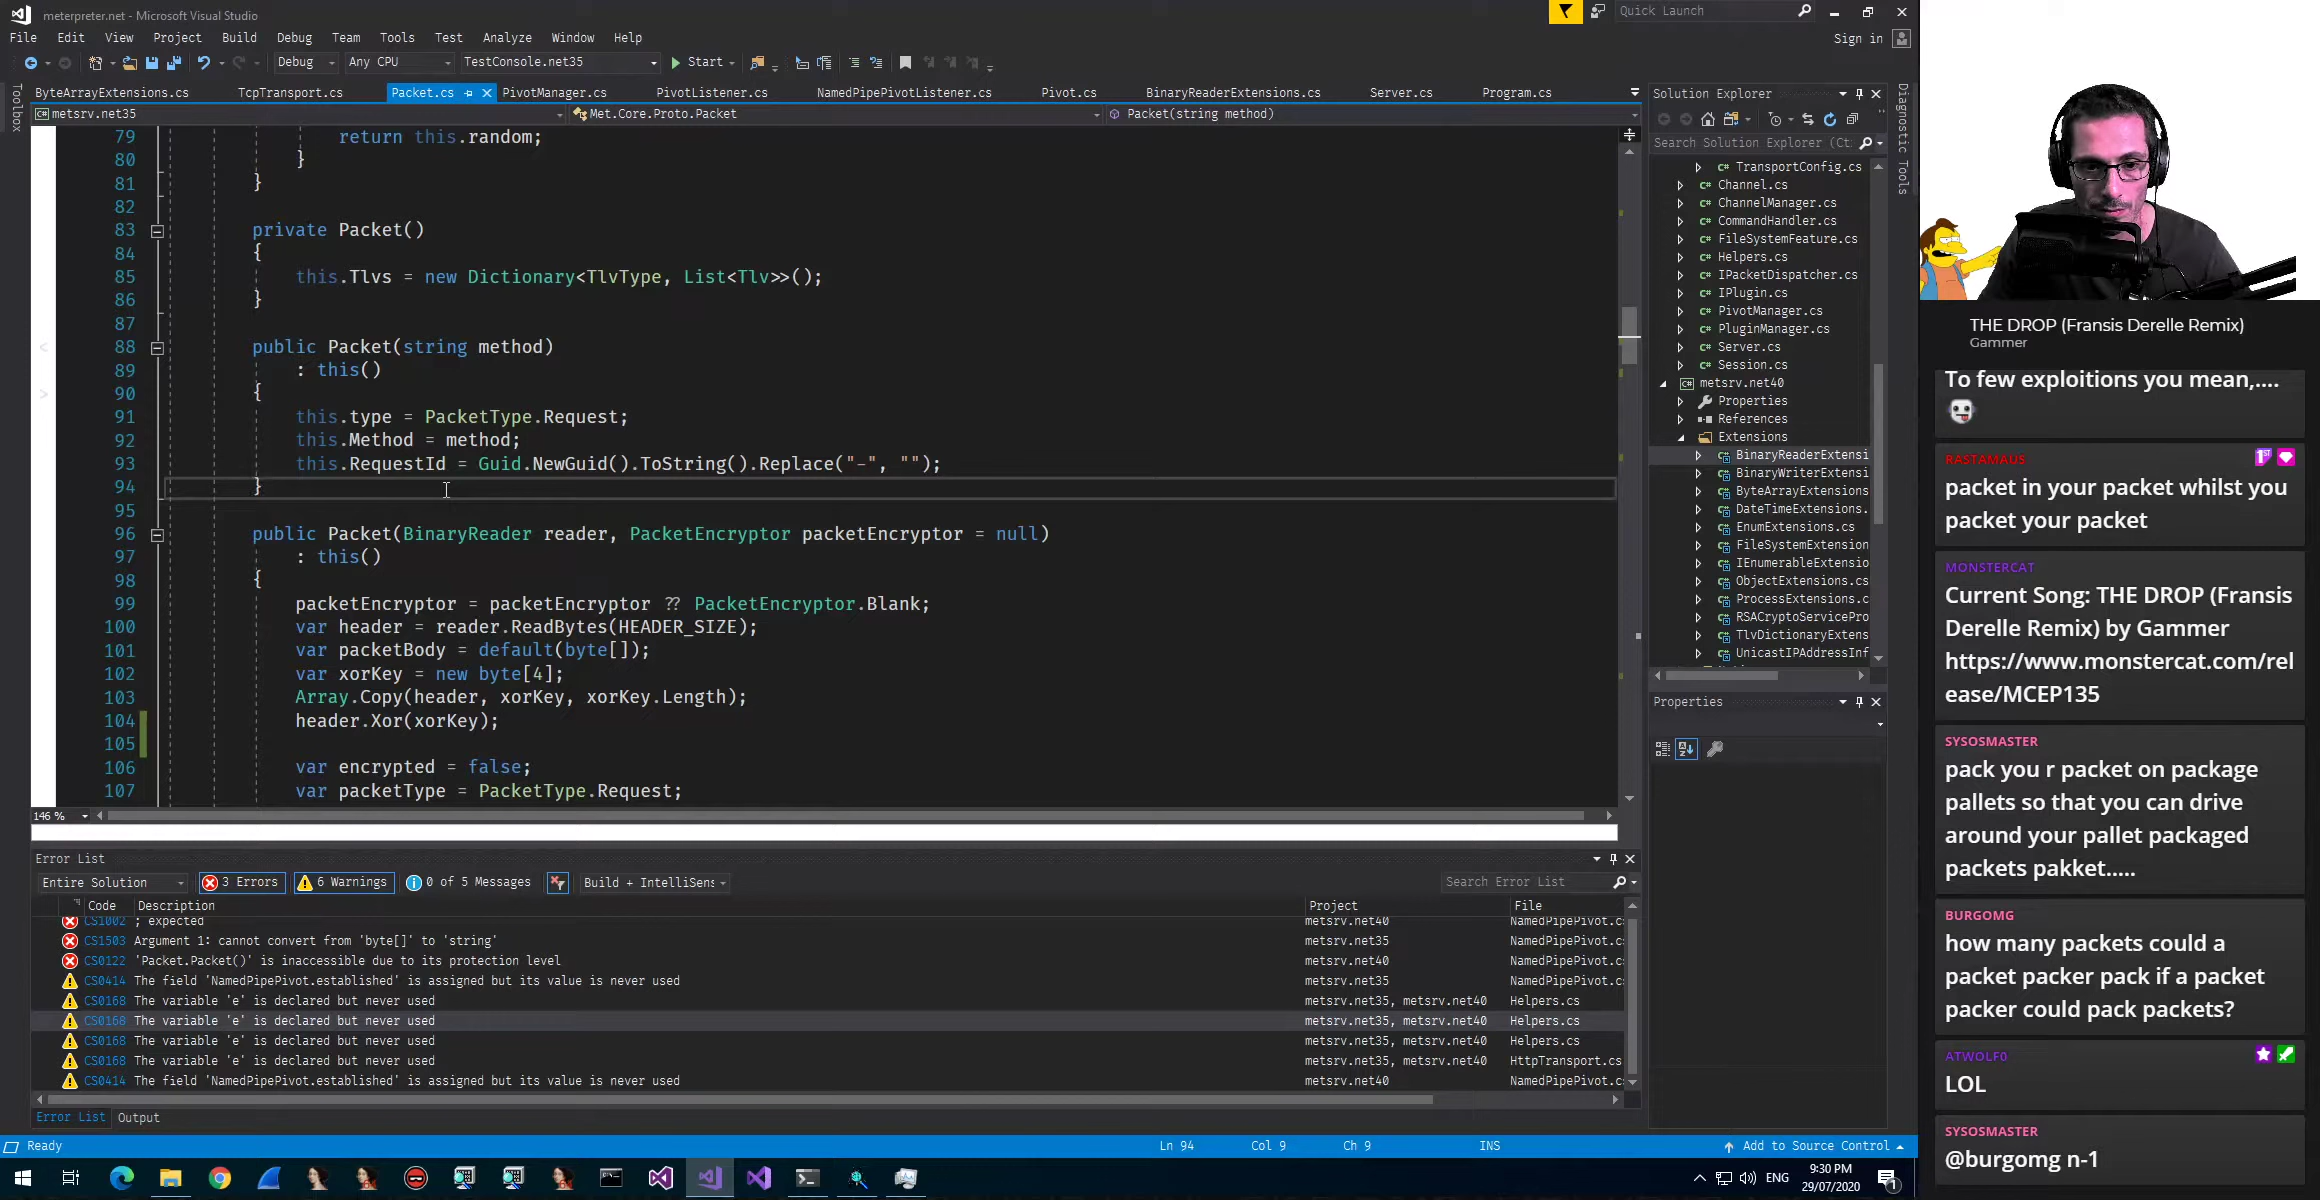 meterpreter.net - Microsoft Visual Studio
Quick Launch
File Edit View Project Build Debug Team Tools Test Analyze Window Help
Sign in
Debug Any CPU TestConsole.net35 Start
ByteArrayExtensions.cs TcpTransport.cs Packet.cs PivotManager.cs PivotListener.cs NamedPipePivotListener.cs Pivot.cs BinaryReaderExtensions.cs Server.cs Program.cs
metsrv.net35 Met.Core.Proto.Packet Packet(string method)
Toolbox
79 return this.random;
80 }
81 }
82
83 private Packet()
84 {
85 this.Tlvs = new Dictionary<TlvType, List<Tlv>>();
86 }
87
88 public Packet(string method)
89 : this()
90 {
91 this.type = PacketType.Request;
92 this.Method = method;
93 this.RequestId = Guid.NewGuid().ToString().Replace("-", "");
94 }
95
96 public Packet(BinaryReader reader, PacketEncryptor packetEncryptor = null)
97 : this()
98 {
99 packetEncryptor = packetEncryptor ?? PacketEncryptor.Blank;
100 var header = reader.ReadBytes(HEADER_SIZE);
101 var packetBody = default(byte[]);
102 var xorKey = new byte[4];
103 Array.Copy(header, xorKey, xorKey.Length);
104 header.Xor(xorKey);
105
106 var encrypted = false;
107 var packetType = PacketType.Request;
146 %
Solution Explorer
Search Solution Explorer (Ct
C# TransportConfig.cs
C# Channel.cs
C# ChannelManager.cs
C# CommandHandler.cs
C# FileSystemFeature.cs
C# Helpers.cs
C# IPacketDispatcher.cs
C# IPlugin.cs
C# PivotManager.cs
C# PluginManager.cs
C# Server.cs
C# Session.cs
metsrv.net40
Properties
References
Extensions
BinaryReaderExtensi
BinaryWriterExtensi
ByteArrayExtensions
DateTimeExtensions.
EnumExtensions.cs
FileSystemExtension
IEnumerableExtensio
ObjectExtensions.cs
ProcessExtensions.c
RSACryptoServicePro
TlvDictionaryExtens
UnicastIPAddressInf
Properties
Diagnostic Tools
Error List
Entire Solution 3 Errors 6 Warnings 0 of 5 Messages Build + IntelliSens Search Error List
Code Description Project File
CS1002 ; expected metsrv.net40 NamedPipePivot.c
CS1503 Argument 1: cannot convert from 'byte[]' to 'string' metsrv.net35 NamedPipePivot.c
CS0122 'Packet.Packet()' is inaccessible due to its protection level metsrv.net40 NamedPipePivot.c
CS0414 The field 'NamedPipePivot.established' is assigned but its value is never used metsrv.net35 NamedPipePivot.c
CS0168 The variable 'e' is declared but never used metsrv.net35, metsrv.net40 Helpers.cs
CS0168 The variable 'e' is declared but never used metsrv.net35, metsrv.net40 Helpers.cs
CS0168 The variable 'e' is declared but never used metsrv.net35, metsrv.net40 Helpers.cs
CS0168 The variable 'e' is declared but never used metsrv.net35, metsrv.net40 HttpTransport.cs
CS0414 The field 'NamedPipePivot.established' is assigned but its value is never used metsrv.net40 NamedPipePivot.c
Error List Output
Ready Ln 94 Col 9 Ch 9 INS Add to Source Control
ENG 9:30 PM
29/07/2020
1
THE DROP (Fransis Derelle Remix)
Gammer
To few exploitions you mean,....
RASTAMAUS 1ST
packet in your packet whilst you
packet your packet
MONSTERCAT
Current Song: THE DROP (Fransis
Derelle Remix) by Gammer
https://www.monstercat.com/rel
ease/MCEP135
SYSOSMASTER
pack you r packet on package
pallets so that you can drive
around your pallet packaged
packets pakket.....
BURGOMG
how many packets could a
packet packer pack if a packet
packer could pack packets?
ATWOLF0
LOL
SYSOSMASTER
@burgomg n-1